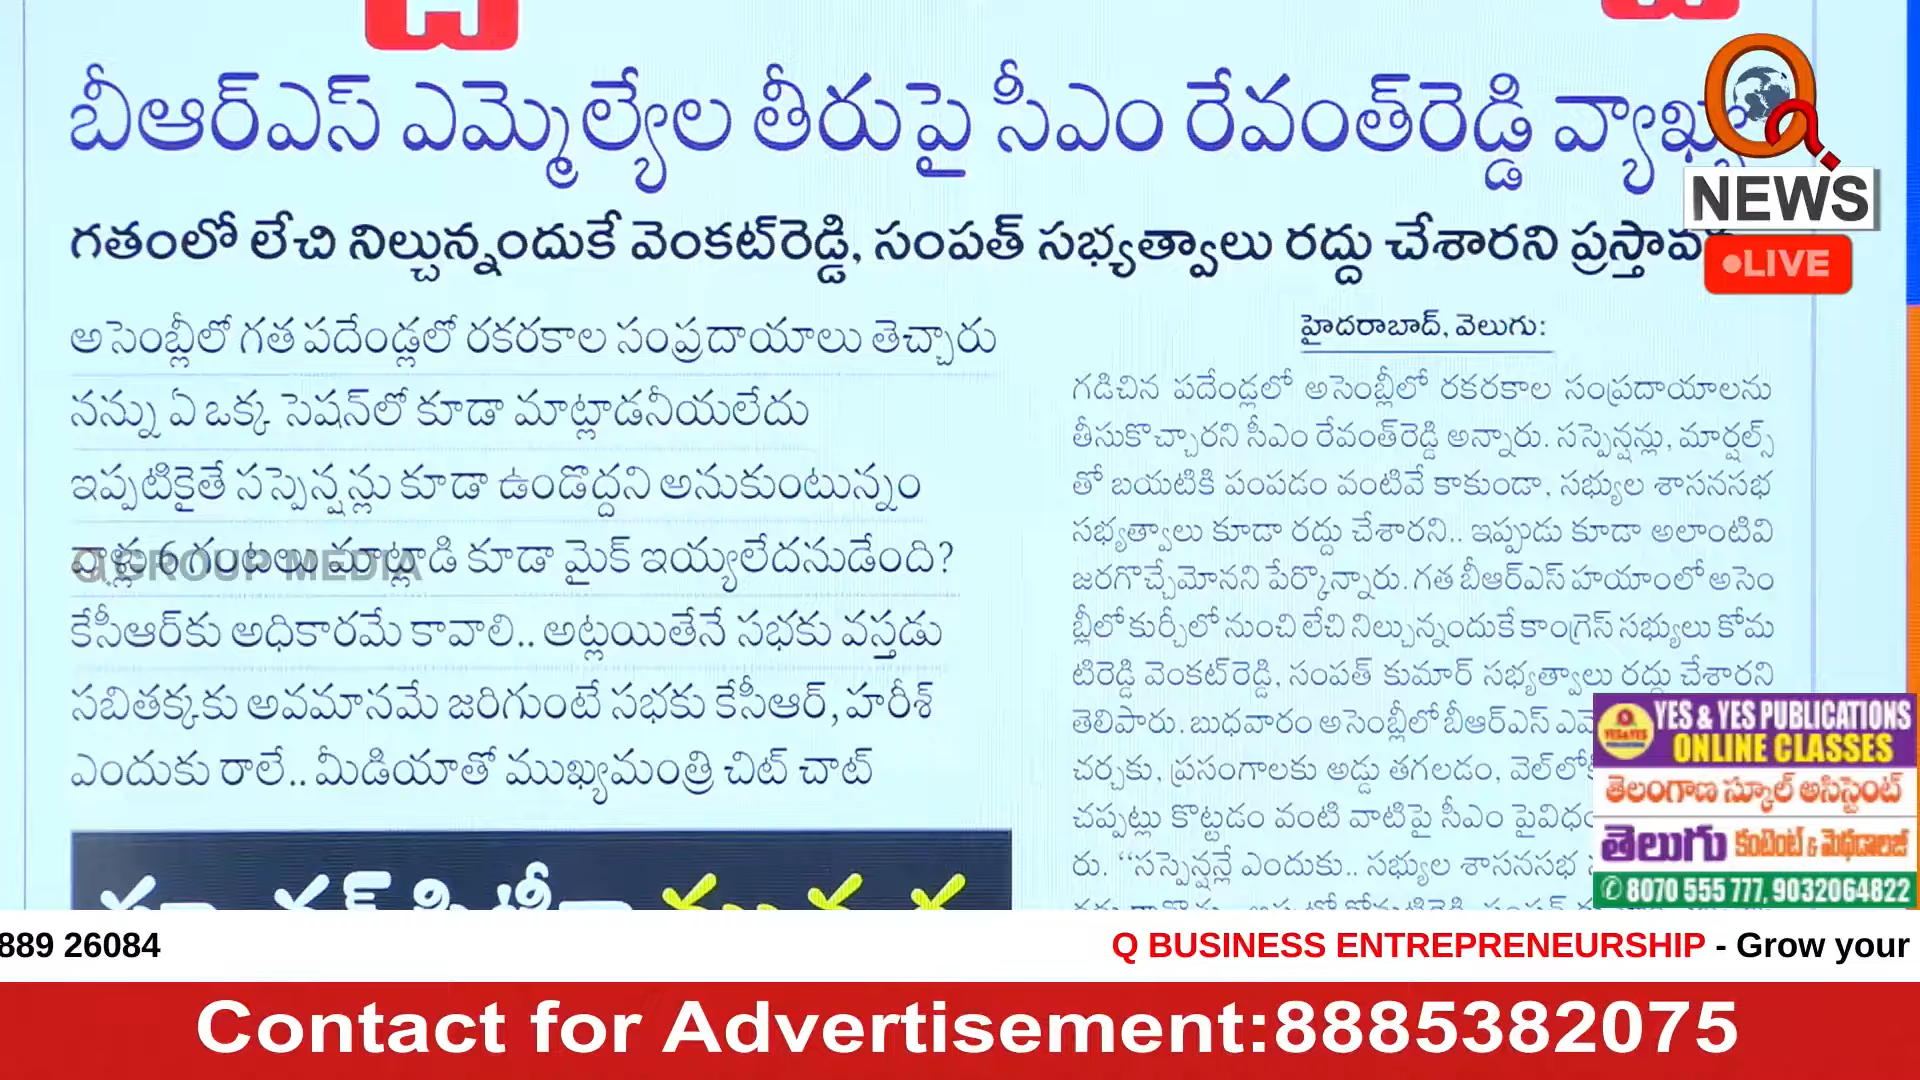 బీఆర్ఎస్ ఎమ్మెల్యేల తీరుపై సీఎం రేవంత్‌రెడ్డి
గతంలో లేచి నిల్చున్నందుకే వెంకట్‌రెడ్డి, సంపత్ సభ్యత్వాలు రద్దు చేశారని
అసెంబ్లీలో గత పదేండ్లలో రకరకాల సంప్రదాయాలు తెచ్చారు
నన్ను ఏ ఒక్క సెషన్‌లో కూడా మాట్లాడనీయలేదు
ఇప్పటికైతే సస్పెన్షన్లు కూడా ఉండొద్దని అనుకుంటున్నం
వాళ్లు 6 గంటలు మాట్లాడి కూడా మైక్ ఇయ్యలేదనుడేంది?
కేసీఆర్‌కు అధికారమే కావాలి.. అట్లయితేనే సభకు వస్తడు
సబితక్కకు అవమానమే జరిగుంటే సభకు కేసీఆర్, హరీశ్
ఎందుకు రాలే.. మీడియాతో ముఖ్యమంత్రి చిట్ చాట్
Q GROUP MEDIA
హైదరాబాద్, వెలుగు:
గడిచిన పదేండ్లలో అసెంబ్లీలో రకరకాల సంప్రదాయాలను
తీసుకొచ్చారని సీఎం రేవంత్‌రెడ్డి అన్నారు. సస్పెన్షన్లు, మార్షల్స్
తో బయటికి పంపడం వంటివే కాకుండా, సభ్యుల శాసనసభ
సభ్యత్వాలు కూడా రద్దు చేశారని.. ఇప్పుడు కూడా అలాంటివి
జరగొచ్చేమోనని పేర్కొన్నారు. గత బీఆర్ఎస్ హయాంలో అసెం
బ్లీలో కుర్చీలో నుంచి లేచి నిల్చున్నందుకే కాంగ్రెస్ సభ్యులు కోమ
టిరెడ్డి వెంకట్‌రెడ్డి, సంపత్ కుమార్ సభ్యత్వాలు రద్దు చేశారని
తెలిపారు. బుధవారం అసెంబ్లీలో బీఆర్ఎస్
చర్చకు, ప్రసంగాలకు అడ్డు తగలడం,
చప్పట్లు కొట్టడం వంటి వాటిపై సీఎం
రు. “సస్పెన్షన్లే ఎందుకు.. సభ్యుల శాసనసభ
Q NEWS
LIVE
YES & YES PUBLICATIONS
ONLINE CLASSES
తెలంగాణ స్కూల్ అసిస్టెంట్
తెలుగు కంటెంట్ & మెథడాలజీ
8070 555 777, 9032064822
889 26084
Q BUSINESS ENTREPRENEURSHIP - Grow your
Contact for Advertisement:8885382075